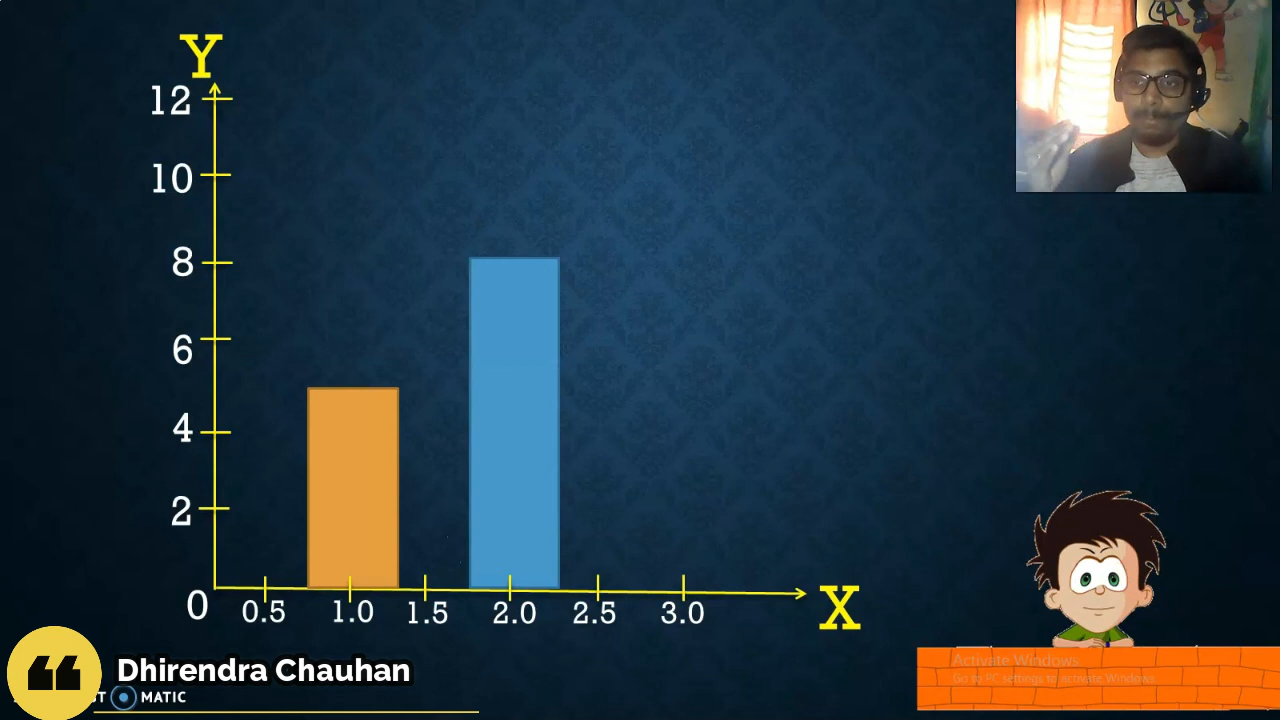 Y
12
10
8
6
4
2
0
0.5 1.0 1.5 2.0 2.5 3.0
X
Dhirendra Chauhan
MATIC
Activate Windows
Go to PC settings to activate Windows.